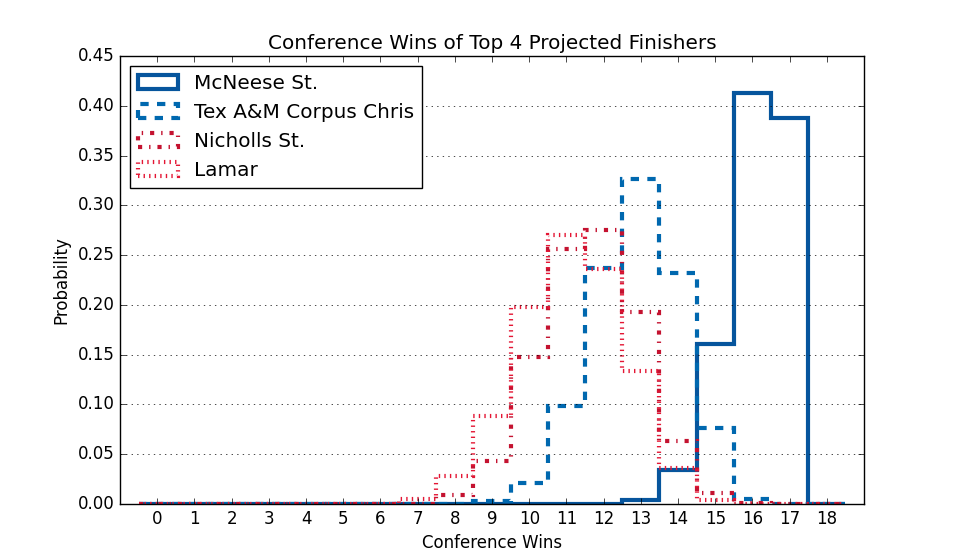 Conference Wins of Top 4 Projected Finishers
McNeese St.
Tex A&M Corpus Chris
Nicholls St.
Lamar
0.45
0.40
0.35
0.30
0.25
0.20
0.15
0.10
0.05
0.00
Probability
0 1 2 3 4 5 6 7 8 9 10 11 12 13 14 15 16 17 18
Conference Wins